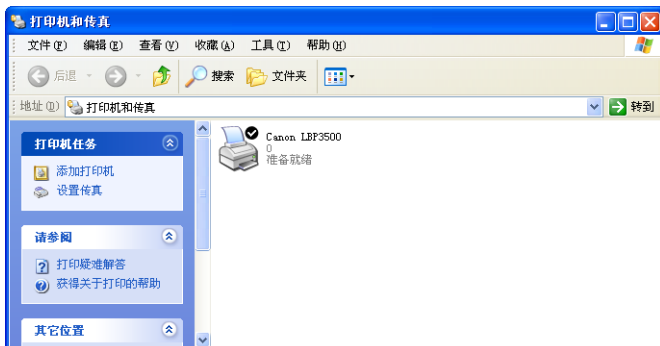 打印机和传真
文件(F) 编辑(E) 查看(V) 收藏(A) 工具(T) 帮助(H)
后退 搜索 文件夹
地址(D) 打印机和传真 转到
打印机任务
添加打印机
设置传真
请参阅
打印疑难解答
获得关于打印的帮助
其它位置
Canon LBP3500
0
准备就绪